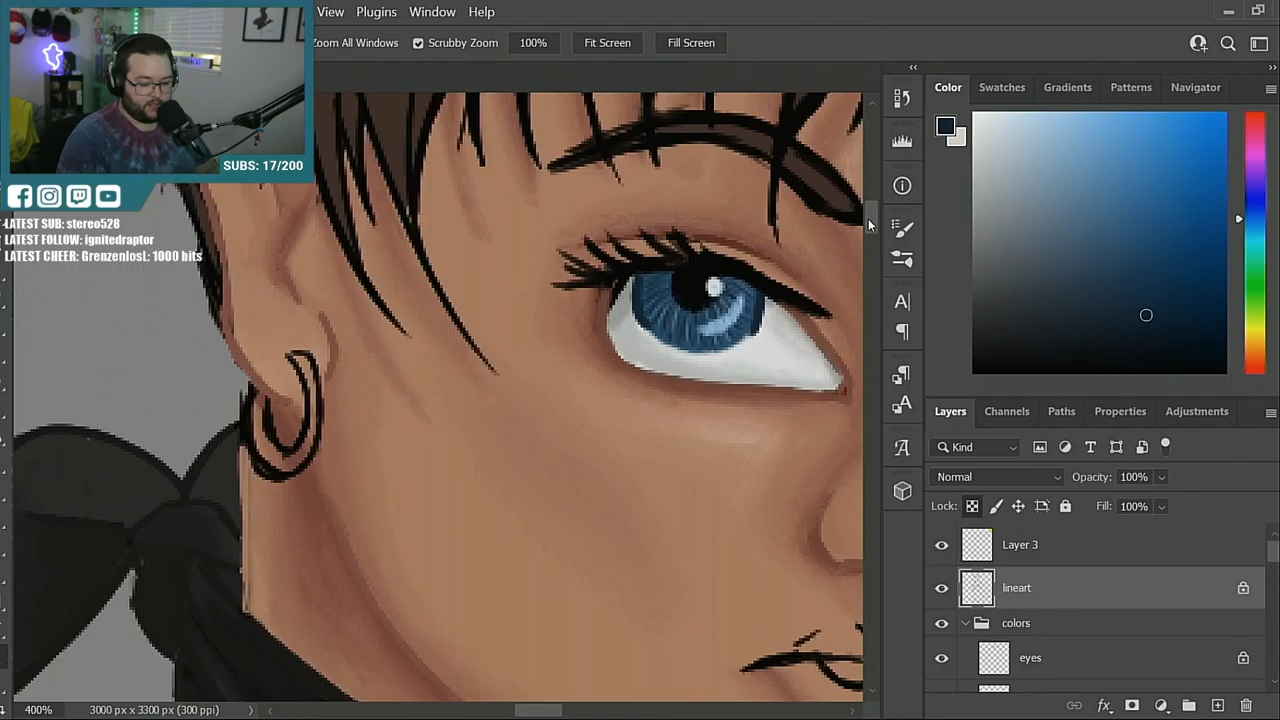 View Plugins Window Help
Zoom All Windows Scrubby Zoom 100% Fit Screen Fill Screen
SUBS: 17/200
LATEST SUB: stereo528
LATEST FOLLOW: ignitedraptor
LATEST CHEER: GrenzenlosL: 1000 bits
Color Swatches Gradients Patterns Navigator
Layers Channels Paths Properties Adjustments
Kind
Normal Opacity: 100%
Lock: Fill: 100%
Layer 3
lineart
colors
eyes
fx
400% 3000 px x 3300 px (300 ppi)